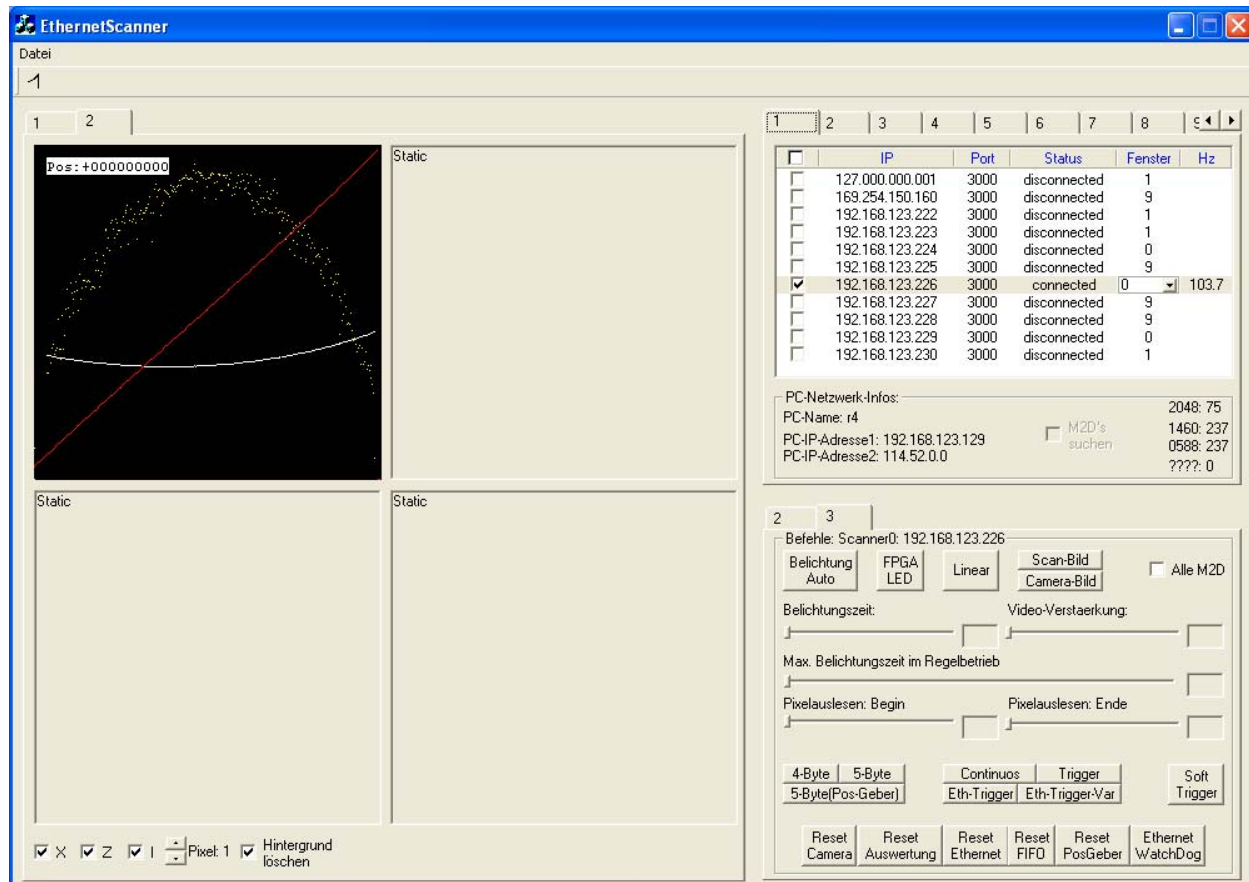 EthernetScanner
Datei
1 2
Pos:+000000000
Static
Static
Static
X Z I Pixel: 1 Hintergrund löschen
1 2 3 4 5 6 7 8
IP Port Status Fenster Hz
127.000.000.001 3000 disconnected 1
169.254.150.160 3000 disconnected 9
192.168.123.222 3000 disconnected 1
192.168.123.223 3000 disconnected 1
192.168.123.224 3000 disconnected 0
192.168.123.225 3000 disconnected 9
192.168.123.226 3000 connected 0 103.7
192.168.123.227 3000 disconnected 9
192.168.123.228 3000 disconnected 9
192.168.123.229 3000 disconnected 0
192.168.123.230 3000 disconnected 1
PC-Netzwerk-Infos:
PC-Name: r4
PC-IP-Adresse1: 192.168.123.129
PC-IP-Adresse2: 114.52.0.0
M2D's
suchen
2048: 75
1460: 237
0588: 237
????: 0
2 3
Befehle: Scanner0: 192.168.123.226
Belichtung
Auto
FPGA
LED
Linear
Scan-Bild
Camera-Bild
Alle M2D
Belichtungszeit: Video-Verstaerkung:
Max. Belichtungszeit im Regelbetrieb
Pixelauslesen: Begin Pixelauslesen: Ende
4-Byte 5-Byte
5-Byte(Pos-Geber)
Continuos Trigger
Eth-Trigger Eth-Trigger-Var
Soft
Trigger
Reset
Camera
Reset
Auswertung
Reset
Ethernet
Reset
FIFO
Reset
PosGeber
Ethernet
WatchDog